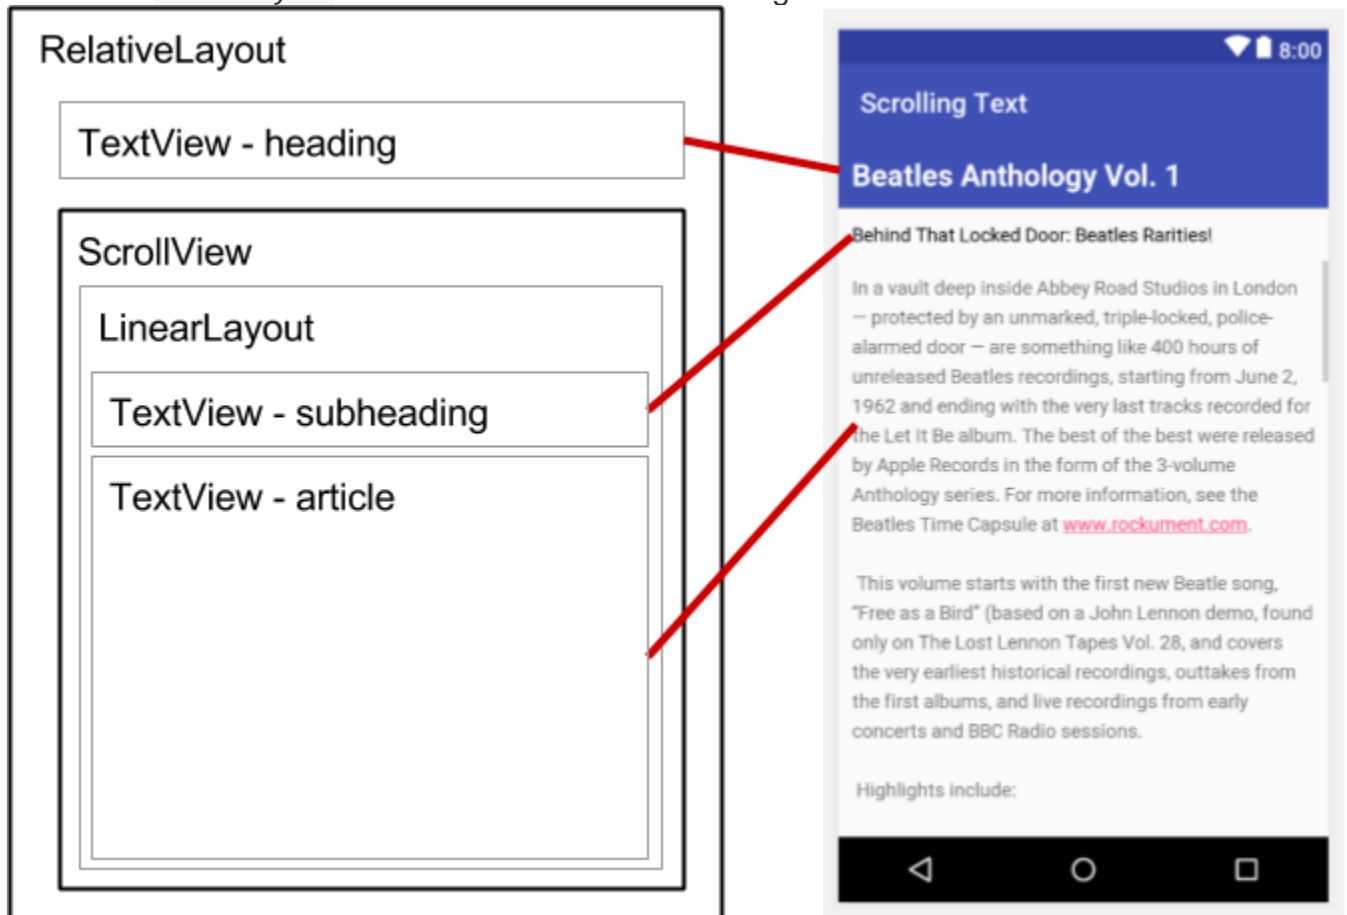 RelativeLayout
TextView - heading
ScrollView
LinearLayout
TextView - subheading
TextView - article
8:00
Scrolling Text
Beatles Anthology Vol. 1
Behind That Locked Door: Beatles Rarities!
In a vault deep inside Abbey Road Studios in London
— protected by an unmarked, triple-locked, police-
alarmed door — are something like 400 hours of
unreleased Beatles recordings, starting from June 2,
1962 and ending with the very last tracks recorded for
the Let It Be album. The best of the best were released
by Apple Records in the form of the 3-volume
Anthology series. For more information, see the
Beatles Time Capsule at www.rockument.com.
This volume starts with the first new Beatle song,
“Free as a Bird” (based on a John Lennon demo, found
only on The Lost Lennon Tapes Vol. 28, and covers
the very earliest historical recordings, outtakes from
the first albums, and live recordings from early
concerts and BBC Radio sessions.
Highlights include: